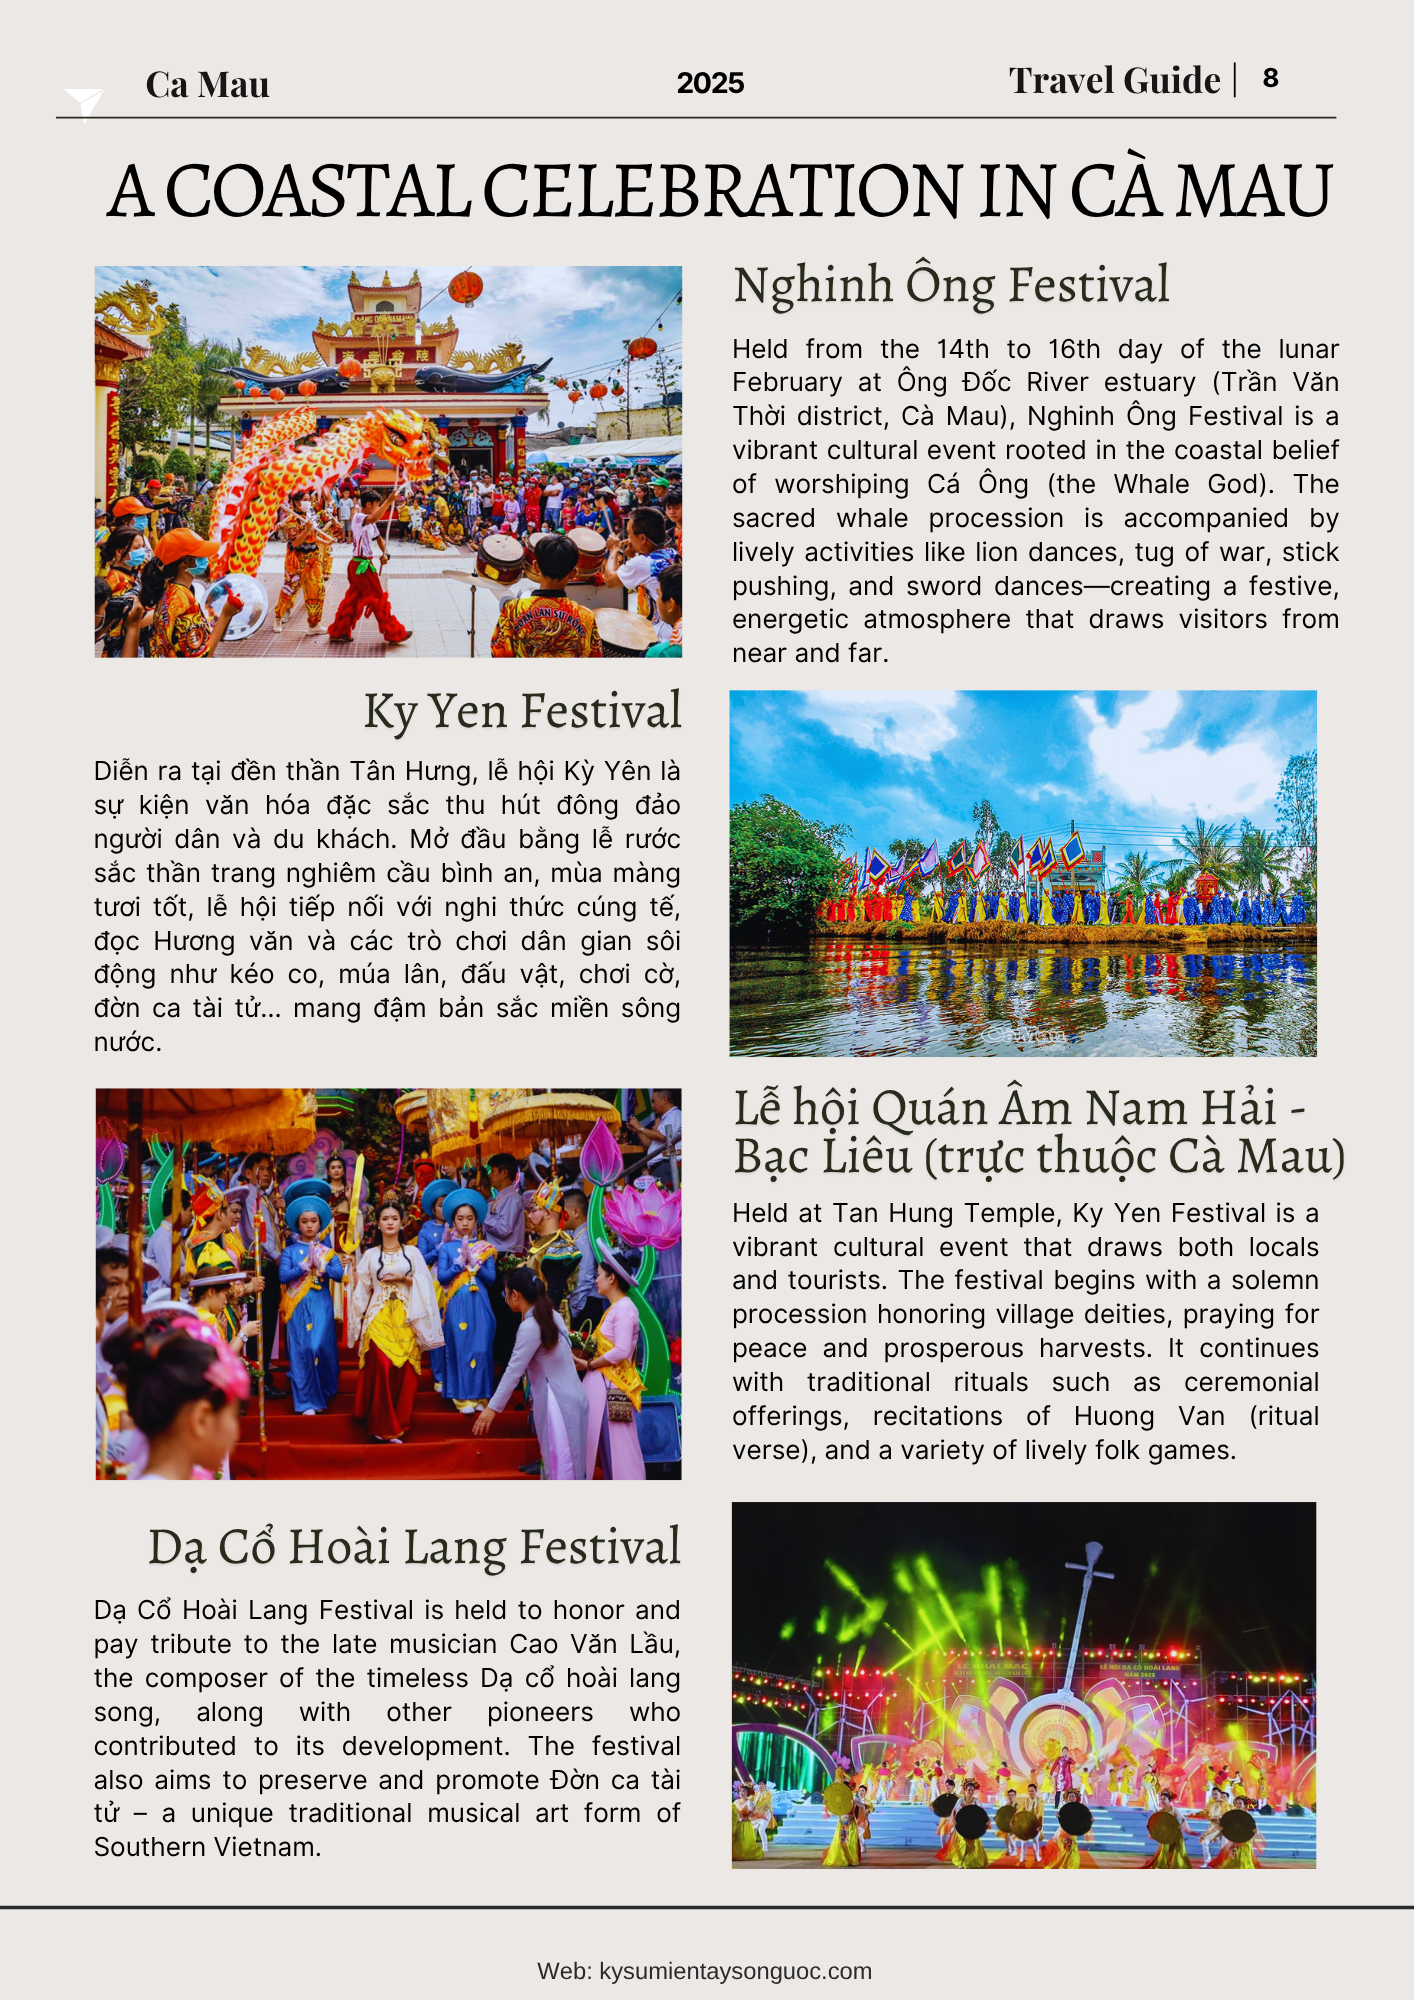 Ca Mau
2025
Travel Guide | 8
A COASTAL CELEBRATION IN CÀ MAU
Nghinh Ông Festival
Held from the 14th to 16th day of the lunar
February at Ông Đốc River estuary (Trần Văn
Thời district, Cà Mau), Nghinh Ông Festival is a
vibrant cultural event rooted in the coastal belief
of worshiping Cá Ông (the Whale God). The
sacred whale procession is accompanied by
lively activities like lion dances, tug of war, stick
pushing, and sword dances—creating a festive,
energetic atmosphere that draws visitors from
near and far.
Ky Yen Festival
Diễn ra tại đền thần Tân Hưng, lễ hội Kỳ Yên là
sự kiện văn hóa đặc sắc thu hút đông đảo
người dân và du khách. Mở đầu bằng lễ rước
sắc thần trang nghiêm cầu bình an, mùa màng
tươi tốt, lễ hội tiếp nối với nghi thức cúng tế,
đọc Hương văn và các trò chơi dân gian sôi
động như kéo co, múa lân, đấu vật, chơi cờ,
đờn ca tài tử… mang đậm bản sắc miền sông
nước.
Lễ hội Quán Âm Nam Hải -
Bạc Liêu (trực thuộc Cà Mau)
Held at Tan Hung Temple, Ky Yen Festival is a
vibrant cultural event that draws both locals
and tourists. The festival begins with a solemn
procession honoring village deities, praying for
peace and prosperous harvests. It continues
with traditional rituals such as ceremonial
offerings, recitations of Huong Van (ritual
verse), and a variety of lively folk games.
Dạ Cổ Hoài Lang Festival
Dạ Cổ Hoài Lang Festival is held to honor and
pay tribute to the late musician Cao Văn Lầu,
the composer of the timeless Dạ cổ hoài lang
song, along with other pioneers who
contributed to its development. The festival
also aims to preserve and promote Đờn ca tài
tử – a unique traditional musical art form of
Southern Vietnam.
LỄ KHAI MẠC
LỄ HỘI DẠ CỔ HOÀI LANG
NĂM 2022
Web: kysumientaysonguoc.com